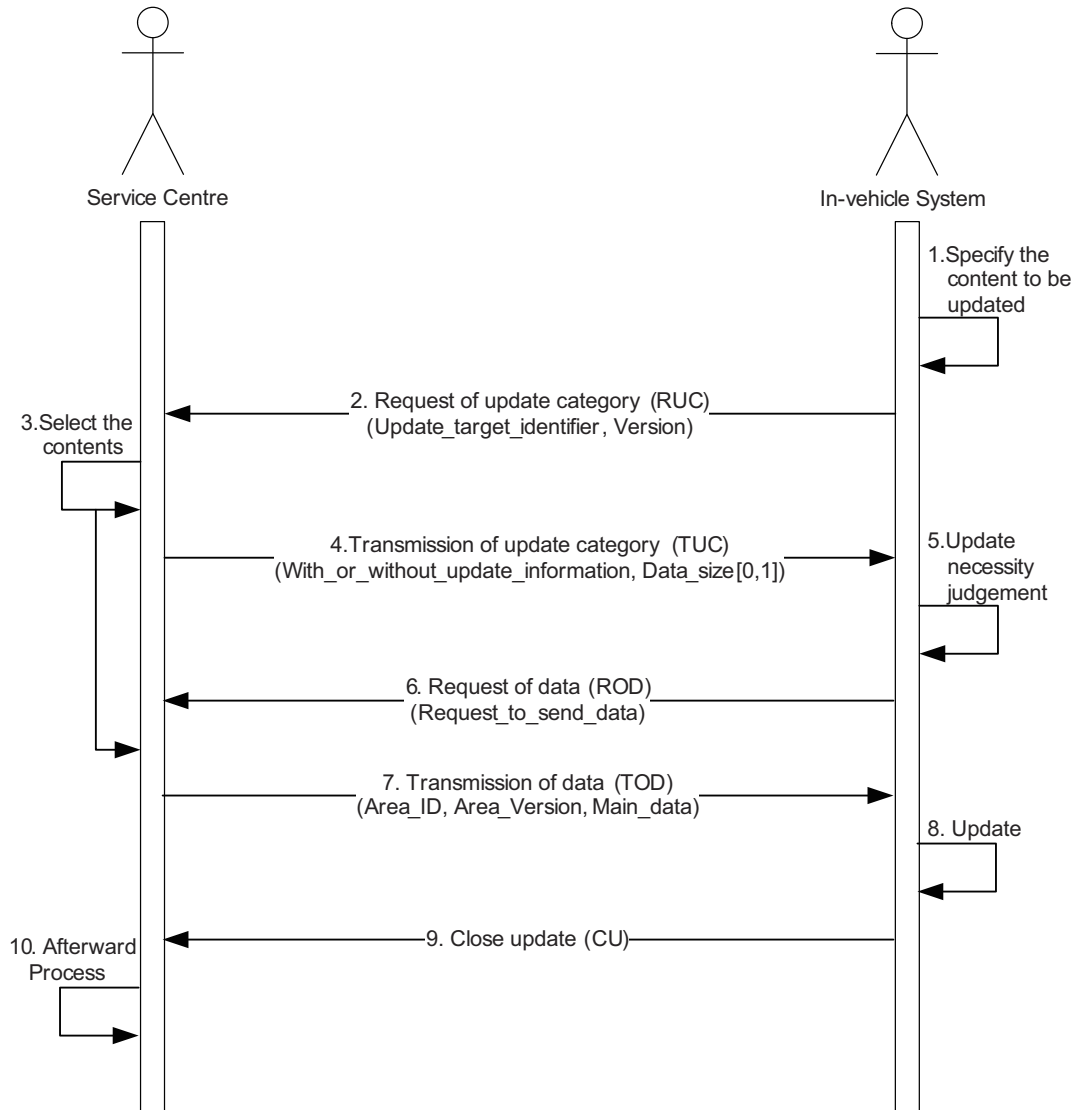 Service Centre
In-vehicle System
1.Specify the
content to be
updated
2. Request of update category (RUC)
(Update_target_identifier, Version)
3.Select the
contents
4.Transmission of update category (TUC)
(With_or_without_update_information, Data_size[0,1])
5.Update
necessity
judgement
6. Request of data (ROD)
(Request_to_send_data)
7. Transmission of data (TOD)
(Area_ID, Area_Version, Main_data)
8. Update
9. Close update (CU)
10. Afterward
Process